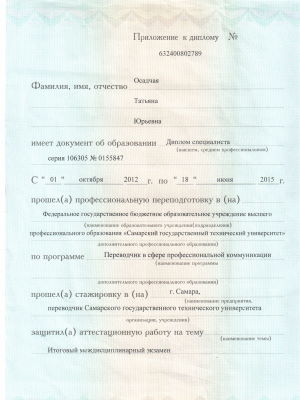 Приложение к диплому №
632400802789
Осадчая
Фамилия, имя, отчество
Татьяна
Юрьевна
имеет документ об образовании Диплом специалиста
(высшем, среднем профессиональном)
серия 106305 № 0155847
С " 01 " октября 2012 г. по " 18 " июня 2015 г.
прошел(а) профессиональную переподготовку в (на)
Федеральное государственное бюджетное образовательное учреждение высшего
(наименование образовательного учреждения (подразделения)
профессионального образования «Самарский государственный технический университет»
дополнительного профессионального образования)
по программе Переводчик в сфере профессиональной коммуникации
(наименование программы
дополнительного профессионального образования)
прошел(а) стажировку в (на) г. Самара,
(наименование предприятия,
переводчик Самарского государственного технического университета
организации, учреждения)
защитил(а) аттестационную работу на тему
(наименование темы)
Итоговый междисциплинарный экзамен